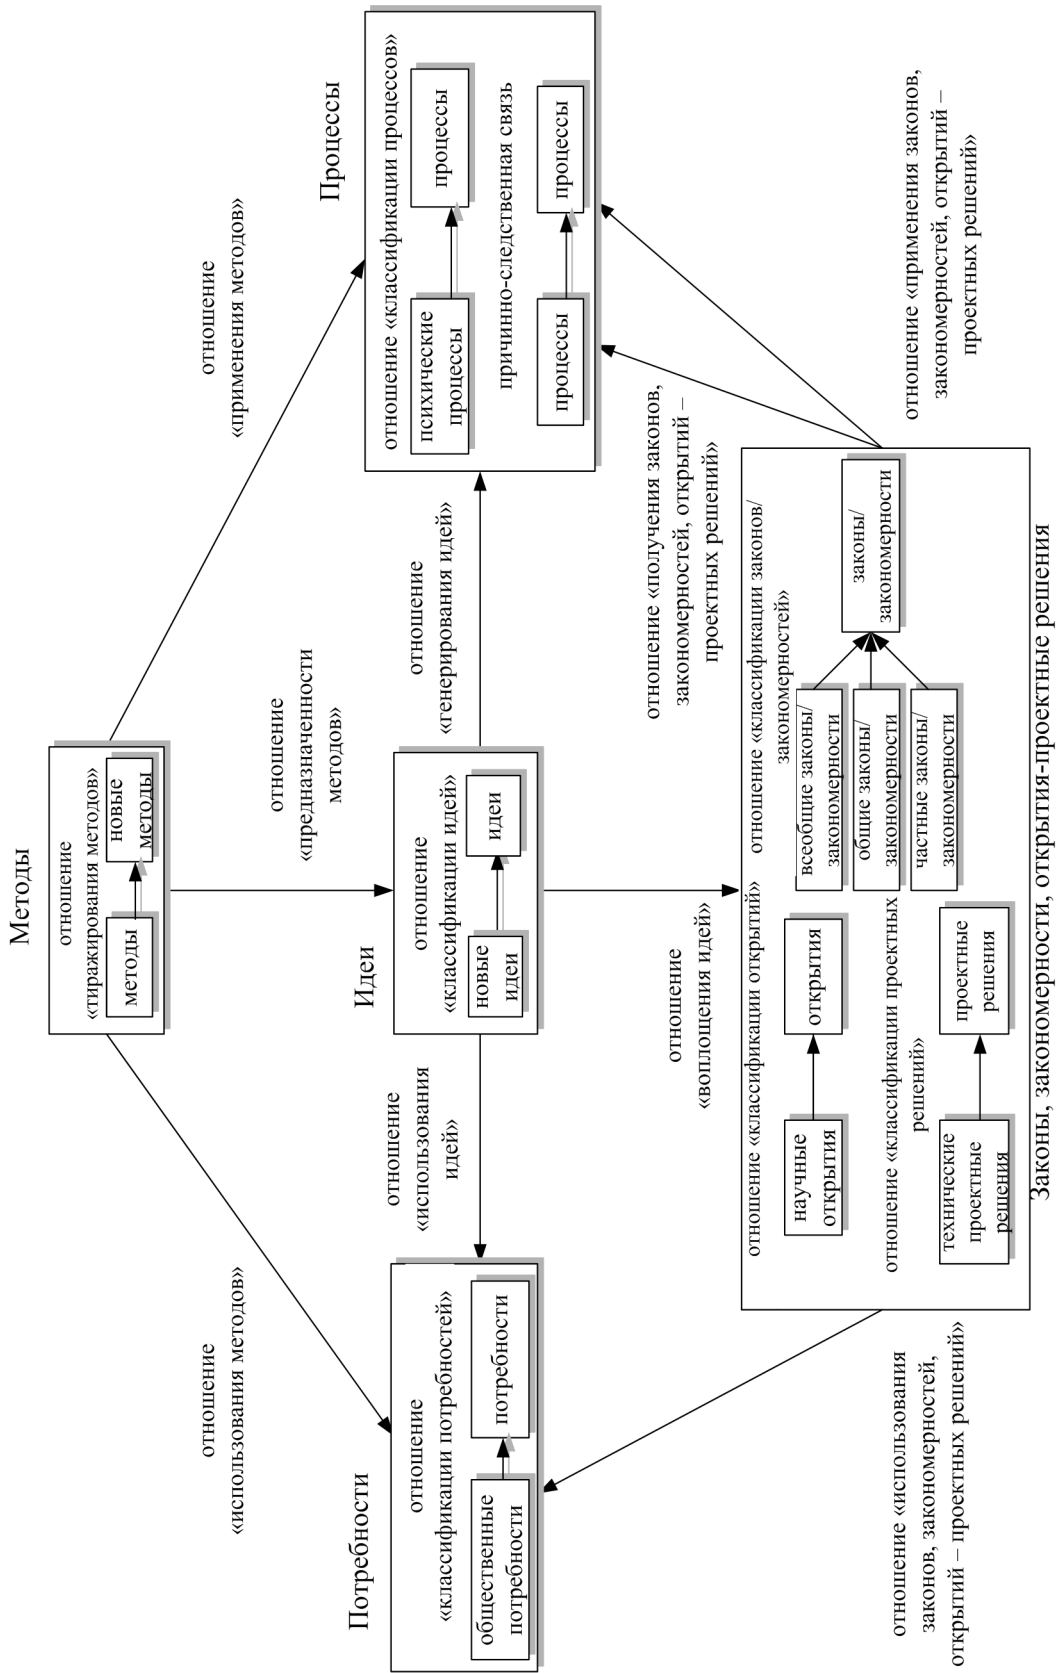 Методы
отношение
«тиражирования методов»
методы
новые
методы
отношение
«использования методов»
отношение
«применения методов»
отношение
«предназначенности
методов»
Потребности
отношение
«классификации потребностей»
общественные
потребности
потребности
отношение
«использования
идей»
Идеи
отношение
«классификации идей»
новые
идеи
идеи
отношение
«генерирования идей»
Процессы
отношение «классификации процессов»
психические
процессы
процессы
причинно-следственная связь
процессы
процессы
отношение
«воплощения идей»
отношение «получения законов,
закономерностей, открытий –
проектных решений»
отношение «применения законов,
закономерностей, открытий –
проектных решений»
отношение «использования
законов, закономерностей,
открытий – проектных решений»
отношение «классификации открытий»
научные
открытия
открытия
отношение «классификации проектных
решений»
технические
проектные
решения
проектные
решения
отношение «классификации законов/
закономерностей»
всеобщие законы/
закономерности
общие законы/
закономерности
частные законы/
закономерности
законы/
закономерности
Законы, закономерности, открытия-проектные решения